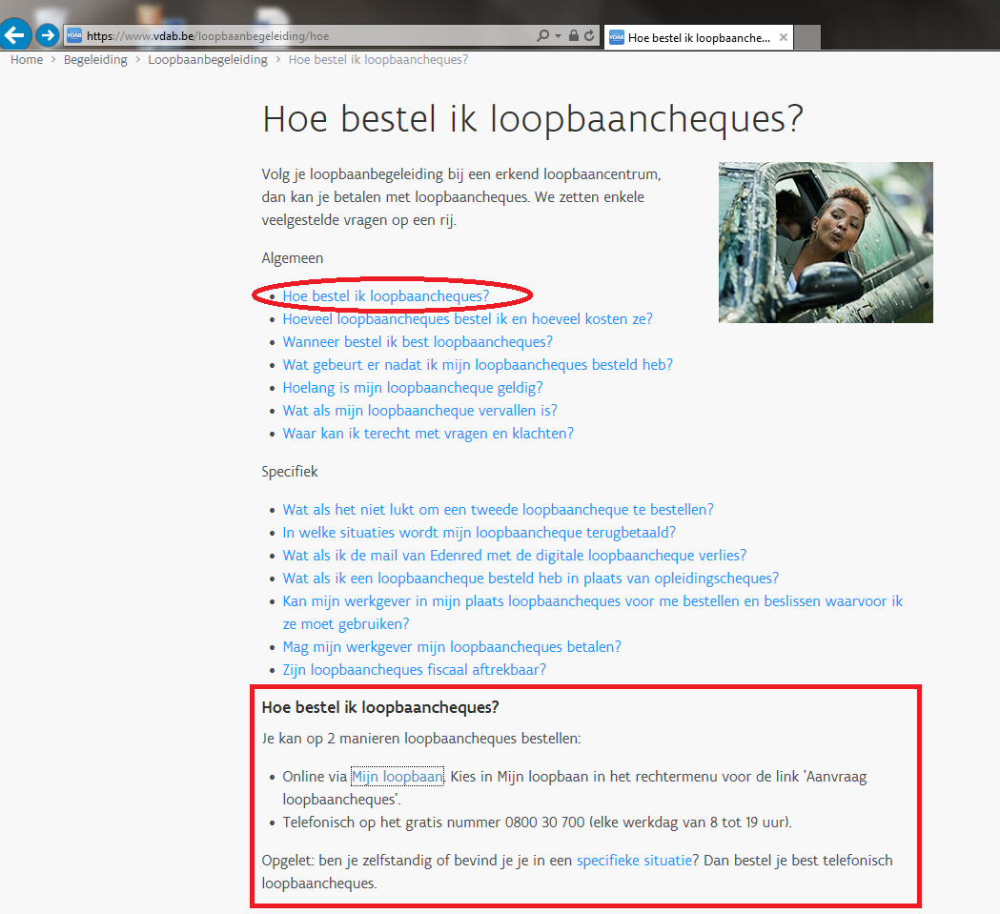 VDAB https://www.vdab.be/loopbaanbegeleiding/hoe
VDAB Hoe bestel ik loopbaanche...
Home > Begeleiding > Loopbaanbegeleiding > Hoe bestel ik loopbaancheques?
Hoe bestel ik loopbaancheques?
Volg je loopbaanbegeleiding bij een erkend loopbaancentrum,
dan kan je betalen met loopbaancheques. We zetten enkele
veelgestelde vragen op een rij.
Algemeen
• Hoe bestel ik loopbaancheques?
• Hoeveel loopbaancheques bestel ik en hoeveel kosten ze?
• Wanneer bestel ik best loopbaancheques?
• Wat gebeurt er nadat ik mijn loopbaancheques besteld heb?
• Hoelang is mijn loopbaancheque geldig?
• Wat als mijn loopbaancheque vervallen is?
• Waar kan ik terecht met vragen en klachten?
Specifiek
• Wat als het niet lukt om een tweede loopbaancheque te bestellen?
• In welke situaties wordt mijn loopbaancheque terugbetaald?
• Wat als ik de mail van Edenred met de digitale loopbaancheque verlies?
• Wat als ik een loopbaancheque besteld heb in plaats van opleidingscheques?
• Kan mijn werkgever in mijn plaats loopbaancheques voor me bestellen en beslissen waarvoor ik
ze moet gebruiken?
• Mag mijn werkgever mijn loopbaancheques betalen?
• Zijn loopbaancheques fiscaal aftrekbaar?
Hoe bestel ik loopbaancheques?
Je kan op 2 manieren loopbaancheques bestellen:
• Online via Mijn loopbaan. Kies in Mijn loopbaan in het rechtermenu voor de link 'Aanvraag
loopbaancheques'.
• Telefonisch op het gratis nummer 0800 30 700 (elke werkdag van 8 tot 19 uur).
Opgelet: ben je zelfstandig of bevind je je in een specifieke situatie? Dan bestel je best telefonisch
loopbaancheques.